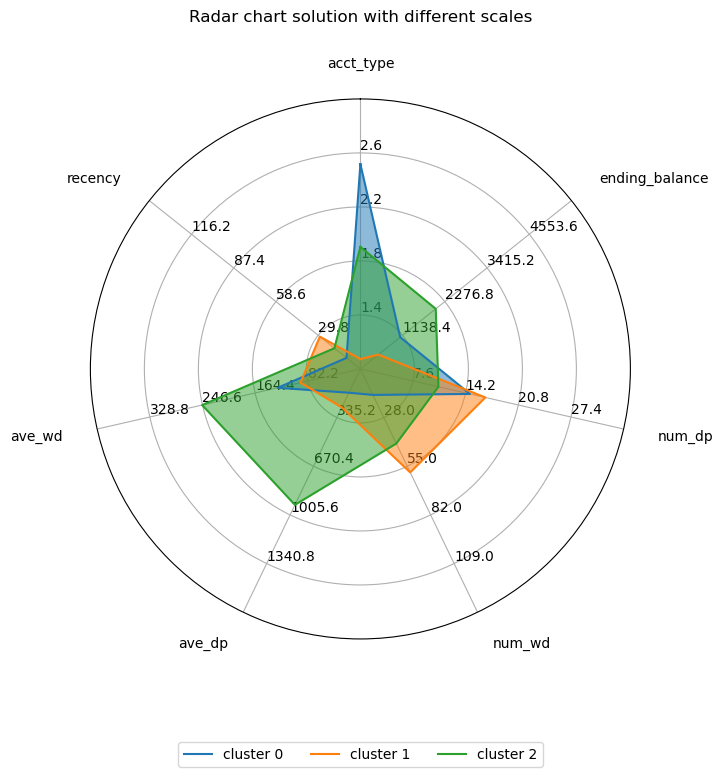 Radar chart solution with different scales
acct_type
recency
ending_balance
2.6
2.2
1.8
1.4
116.2
87.4
58.6
29.8
4553.6
3415.2
2276.8
1138.4
82.2
164.4
246.6
328.8
7.6
14.2
20.8
27.4
ave_wd
num_dp
335.2
670.4
1005.6
1340.8
28.0
55.0
82.0
109.0
ave_dp
num_wd
cluster 0
cluster 1
cluster 2